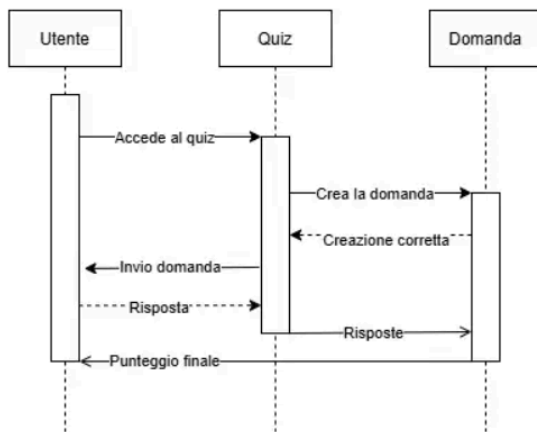 Utente
Quiz
Domanda
Accede al quiz
Crea la domanda
Creazione corretta
Invio domanda
Risposta
Risposte
Punteggio finale